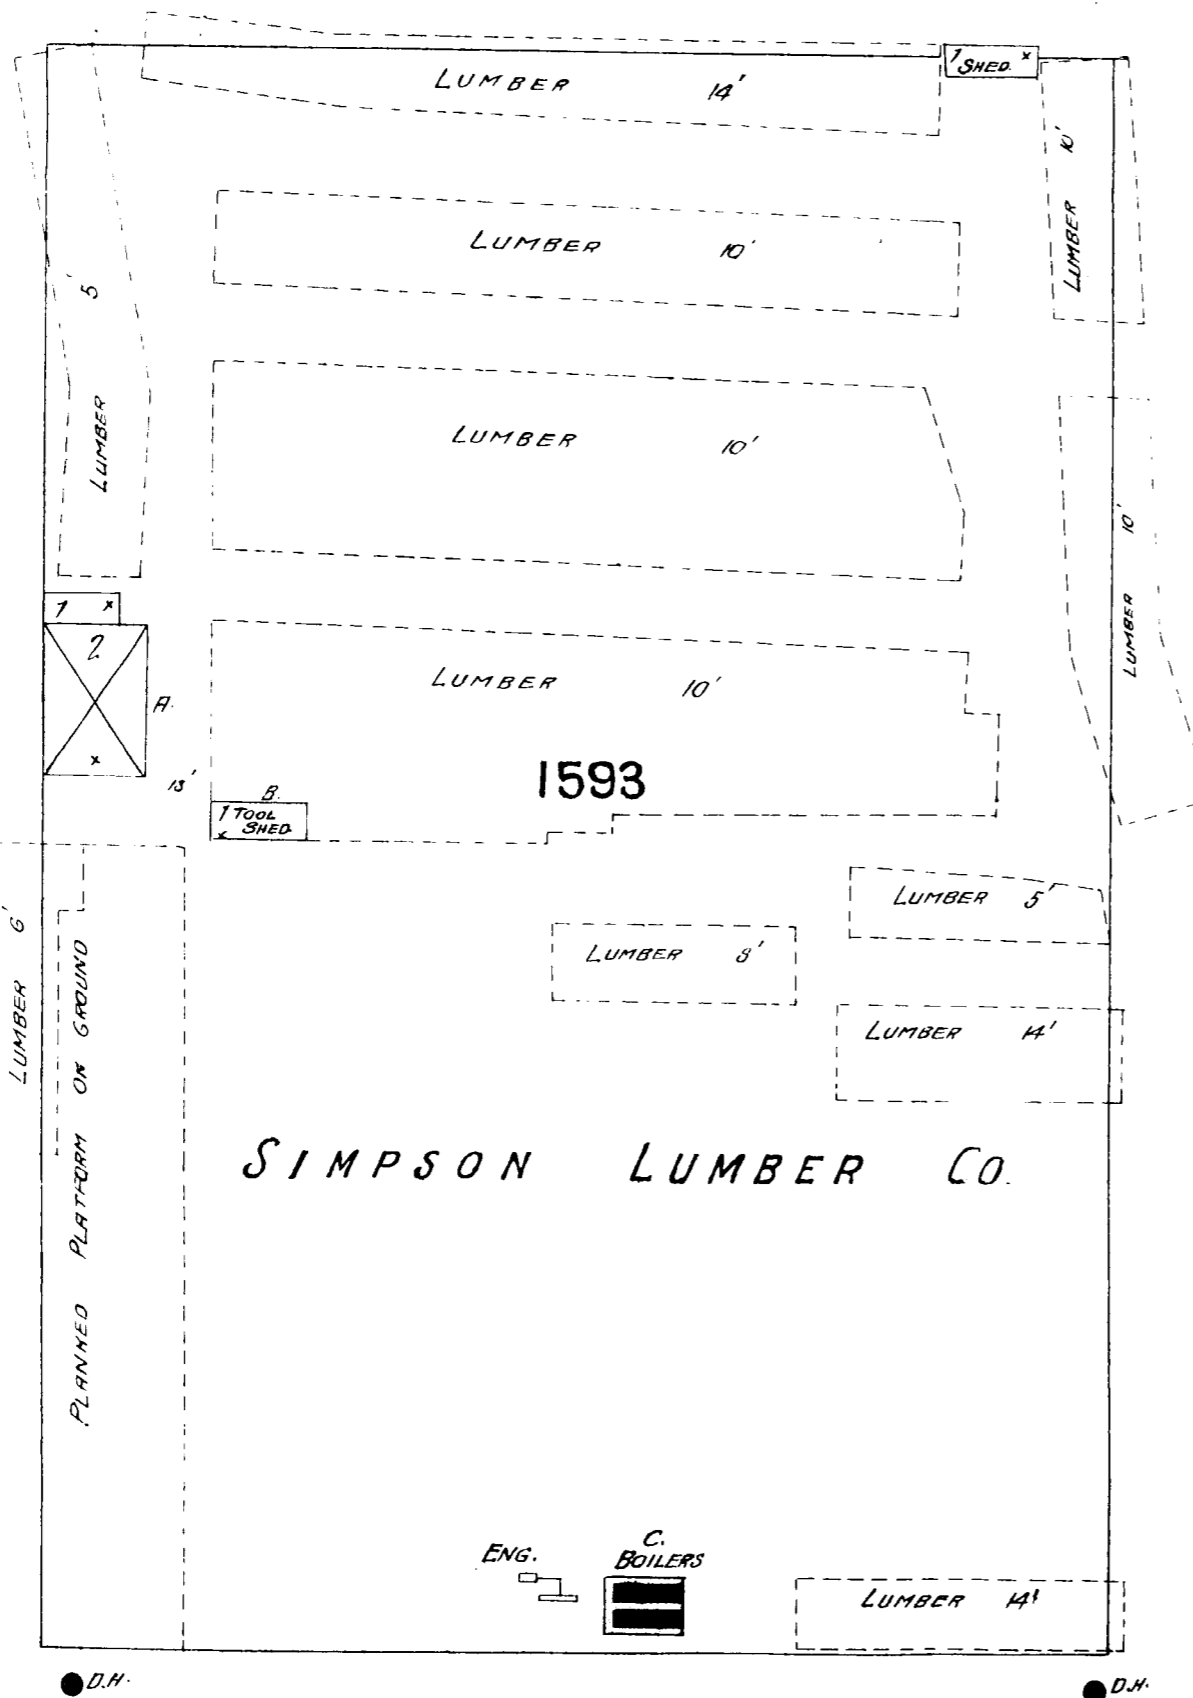 LUMBER 14'
1 SHED. x
LUMBER 10'
LUMBER 10'
LUMBER 5'
LUMBER 10'
LUMBER 10'
1 x
2
x
A.
LUMBER 10'
13'
1593
B.
1 TOOL
x SHED.
LUMBER 5'
LUMBER 6'
LUMBER 8'
LUMBER 14'
PLANKED PLATFORM ON GROUND
SIMPSON LUMBER CO.
ENG.
C.
BOILERS
LUMBER 14'
D.H.
D.H.